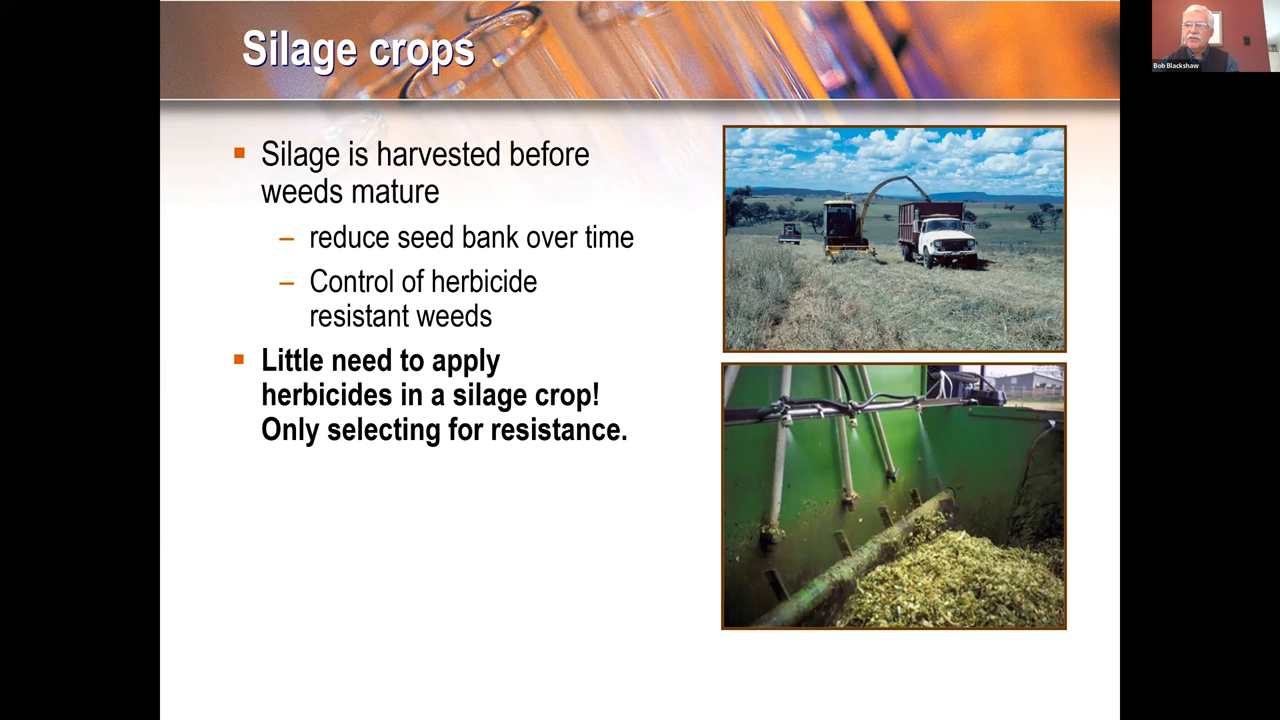 Silage crops
Bob Blackshaw
▪ Silage is harvested before
weeds mature
– reduce seed bank over time
– Control of herbicide
resistant weeds
▪ Little need to apply
herbicides in a silage crop!
Only selecting for resistance.